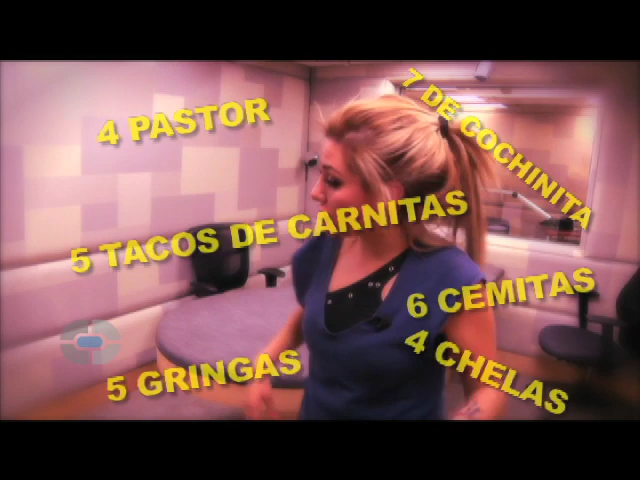 4 PASTOR
7 DE COCHINITA
5 TACOS DE CARNITAS
6 CEMITAS
4 CHELAS
5 GRINGAS